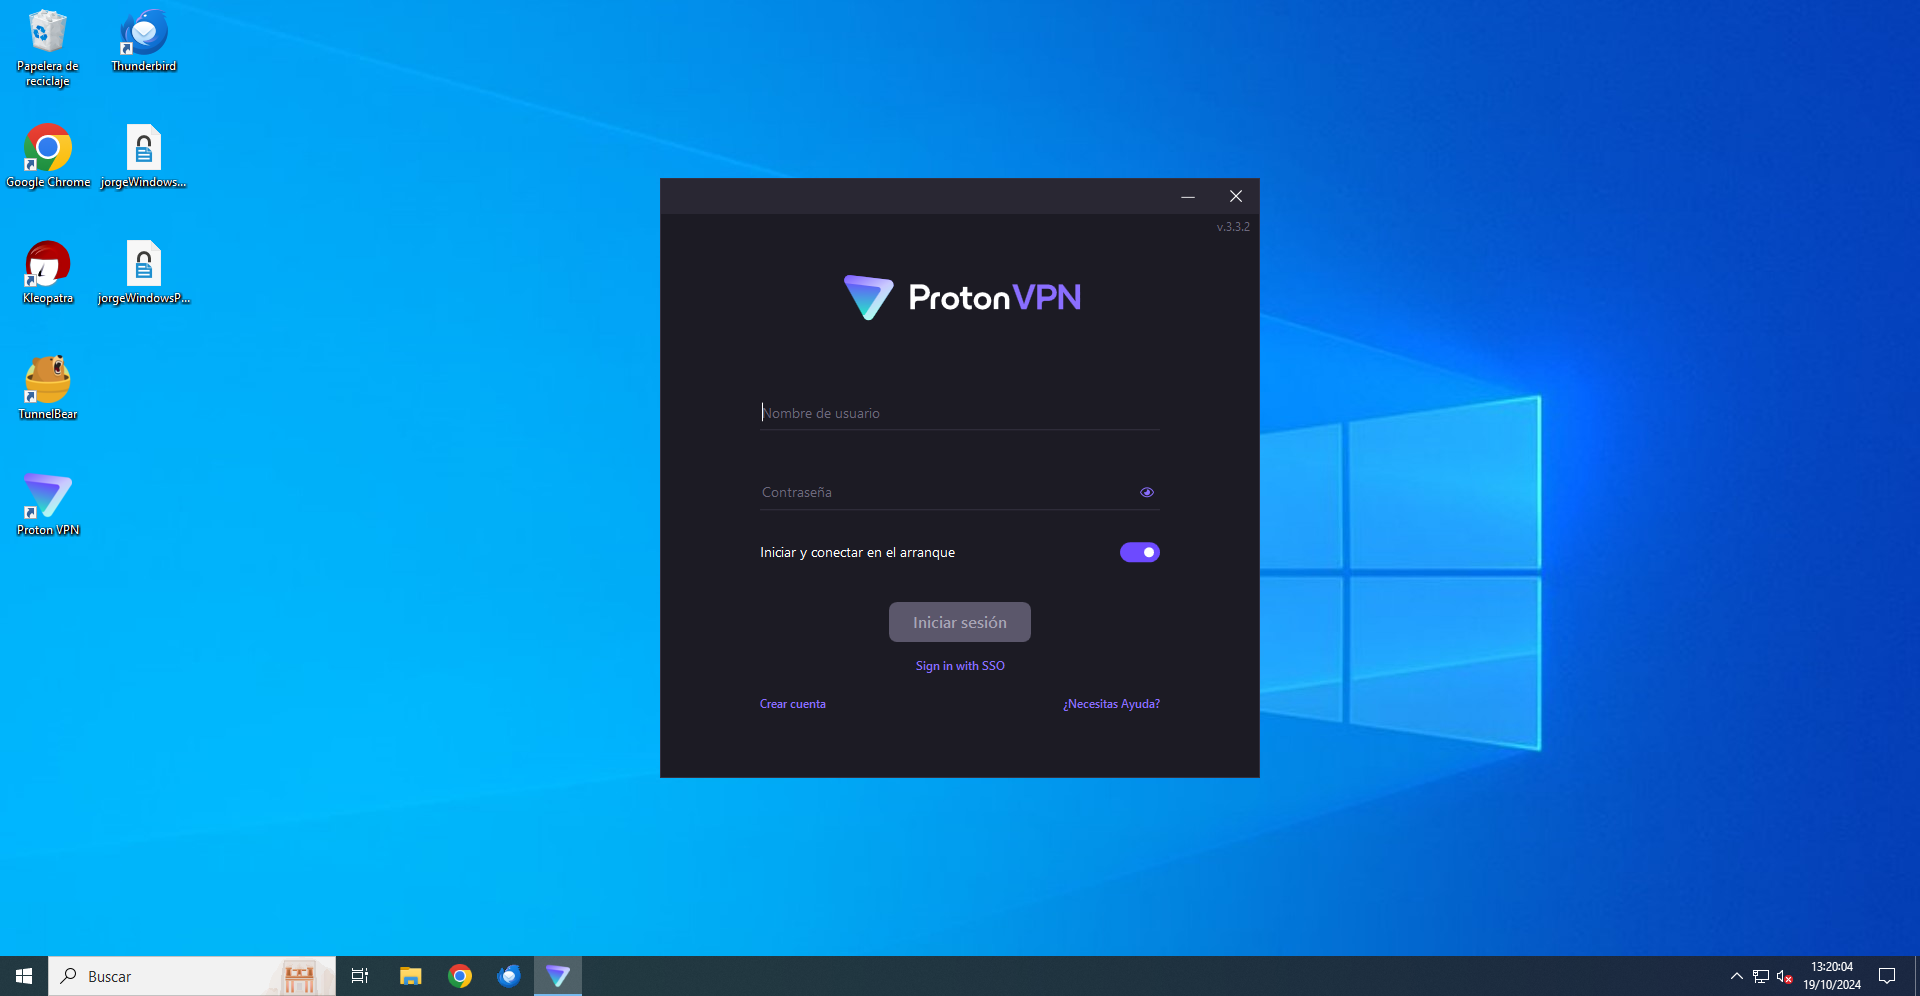 Papelera de
reciclaje
Thunderbird
Google Chrome
jorgeWindows...
Kleopatra
jorgeWindowsP...
TunnelBear
Proton VPN
v.3.3.2
ProtonVPN
Nombre de usuario
Contraseña
Iniciar y conectar en el arranque
Iniciar sesión
Sign in with SSO
Crear cuenta
¿Necesitas Ayuda?
Buscar
13:20:04
19/10/2024